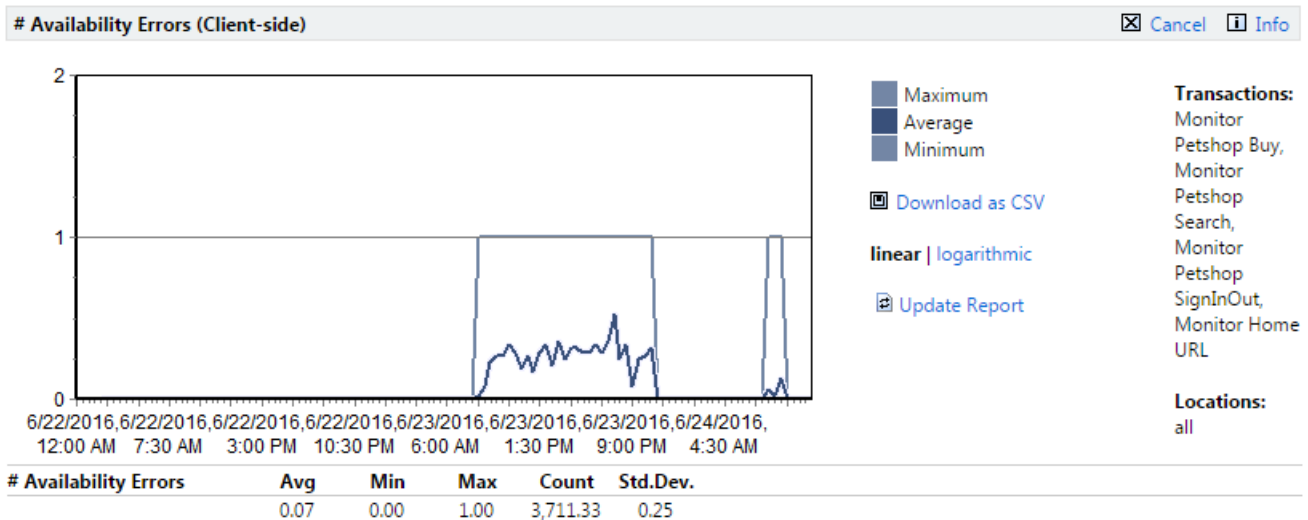 # Availability Errors (Client-side)
Cancel
Info
2
1
0
6/22/2016,6/22/2016,6/22/2016,6/22/2016,6/23/2016,6/23/2016,6/23/2016,6/24/2016,
12:00 AM 7:30 AM 3:00 PM 10:30 PM 6:00 AM 1:30 PM 9:00 PM 4:30 AM
Maximum
Average
Minimum
Download as CSV
linear | logarithmic
Update Report
Transactions:
Monitor
Petshop Buy,
Monitor
Petshop
Search,
Monitor
Petshop
SignInOut,
Monitor Home
URL
Locations:
all
# Availability Errors Avg Min Max Count Std.Dev.
0.07 0.00 1.00 3,711.33 0.25